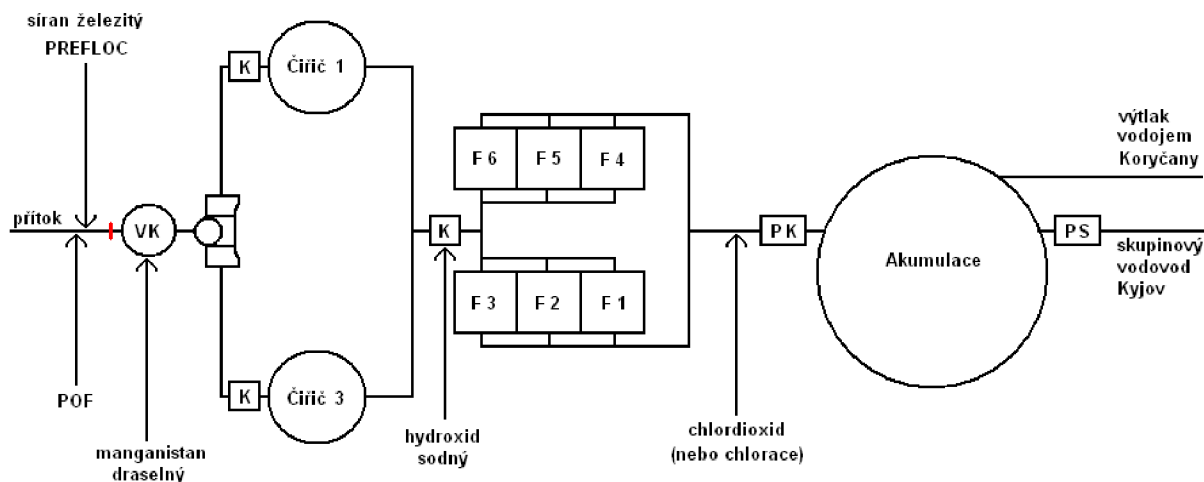 síran železitý
PREFLOC
přítok
POF
VK
manganistan
draselný
K
Čiřič 1
K
Čiřič 3
K
hydroxid
sodný
F 6
F 5
F 4
F 3
F 2
F 1
chlordioxid
(nebo chlorace)
PK
Akumulace
výtlak
vodojem
Koryčany
PS
skupinový
vodovod
Kyjov